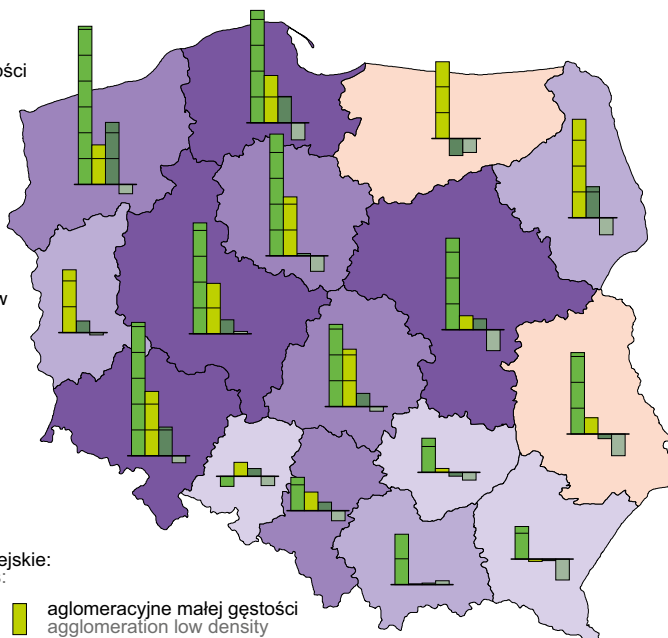 ości
w
ejskie:
s:
aglomeracyjne małej gęstości
agglomeration low density